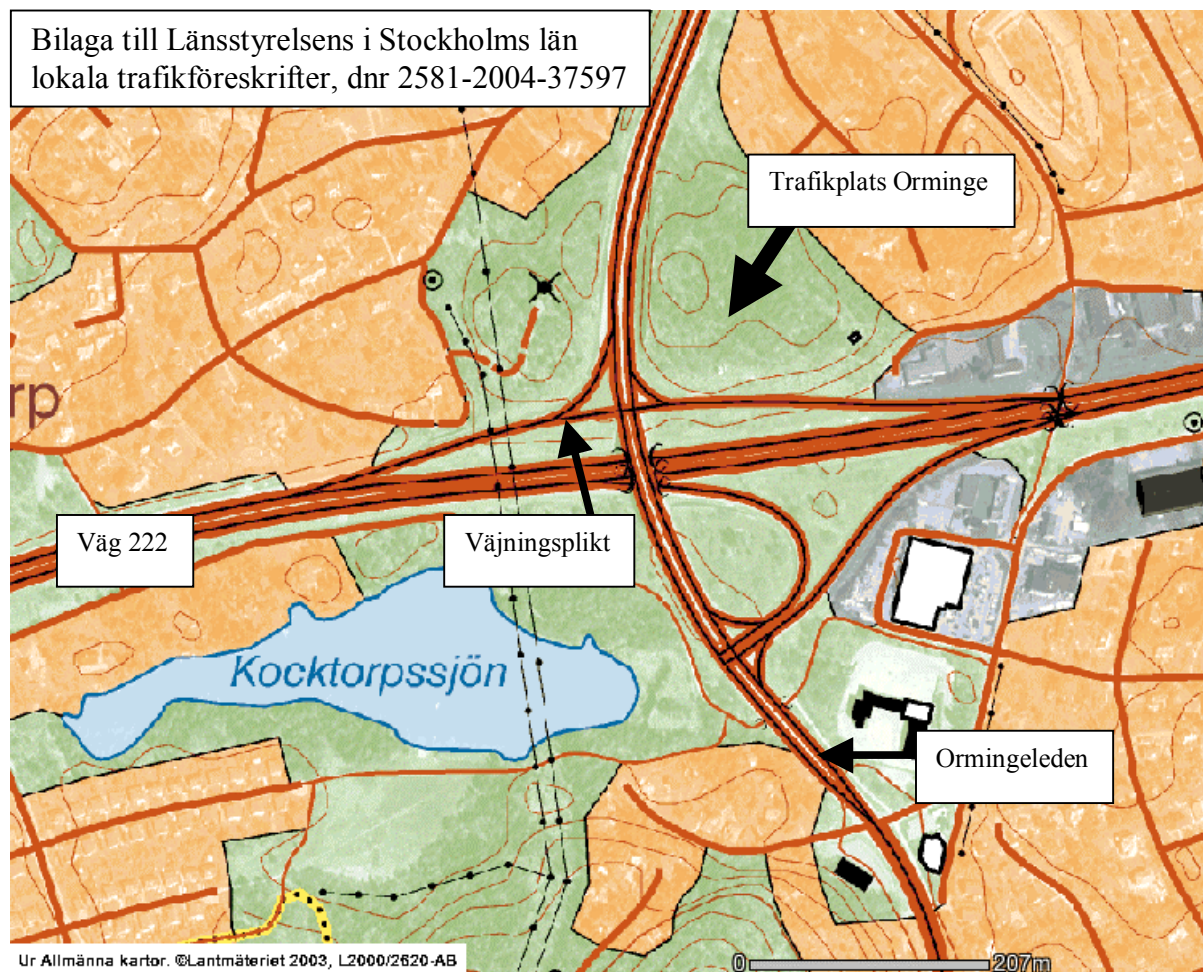 Bilaga till Länsstyrelsens i Stockholms län
lokala trafikföreskrifter, dnr 2581-2004-37597
Trafikplats Orminge
rp
Väg 222
Väjningsplikt
Kocktorpssjön
Ormingeleden
Ur Allmänna kartor. ©Lantmäteriet 2003, L2000/2620-AB
0 207m